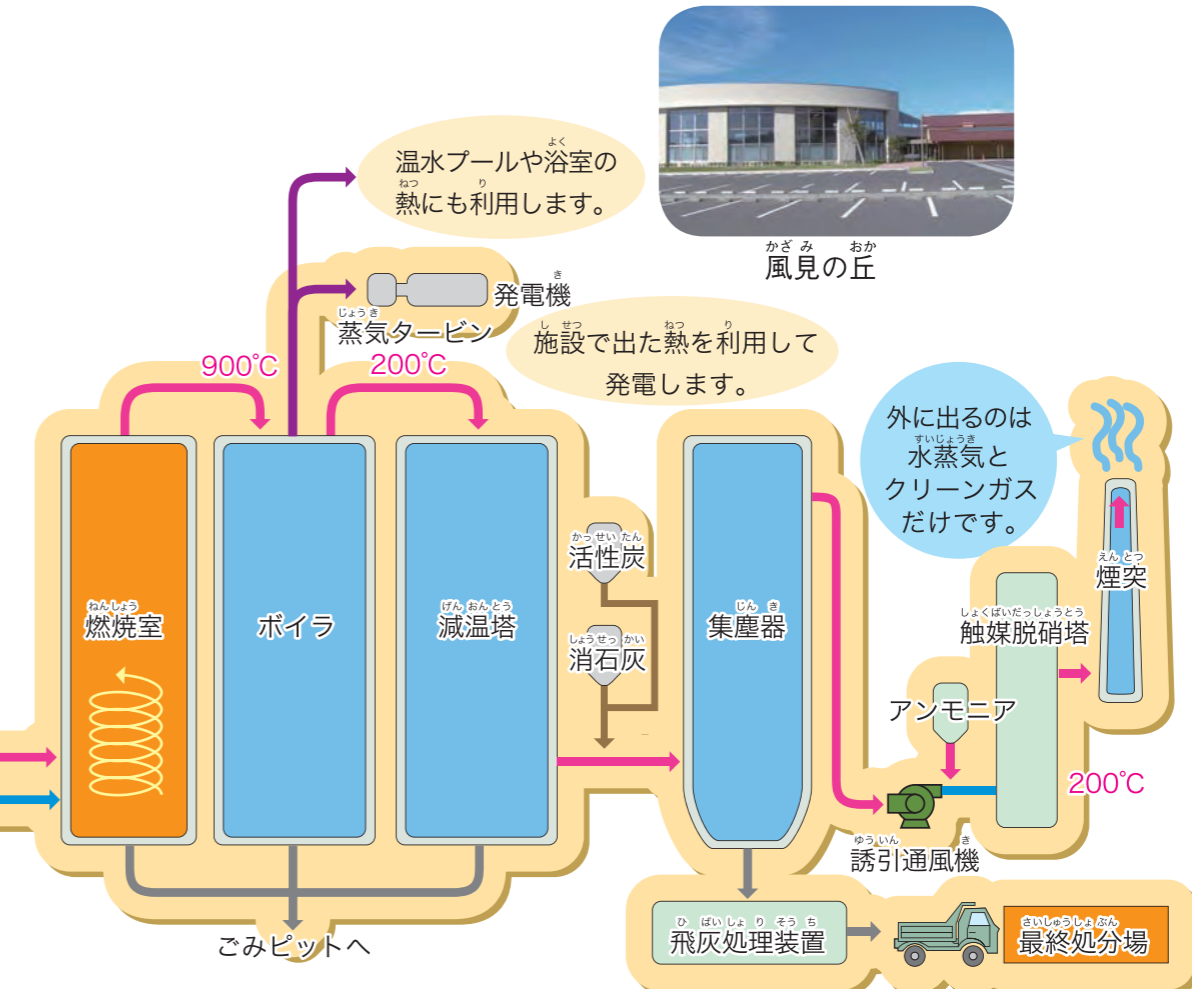 温水プールや浴室の
熱にも利用します。
風見の丘
発電機
蒸気タービン
施設で出た熱を利用して
発電します。
900℃
200℃
外に出るのは
水蒸気と
クリーンガス
だけです。
燃焼室
ボイラ
減温塔
活性炭
消石灰
集塵器
アンモニア
触媒脱硝塔
煙突
200℃
誘引通風機
ごみピットへ
飛灰処理装置
最終処分場